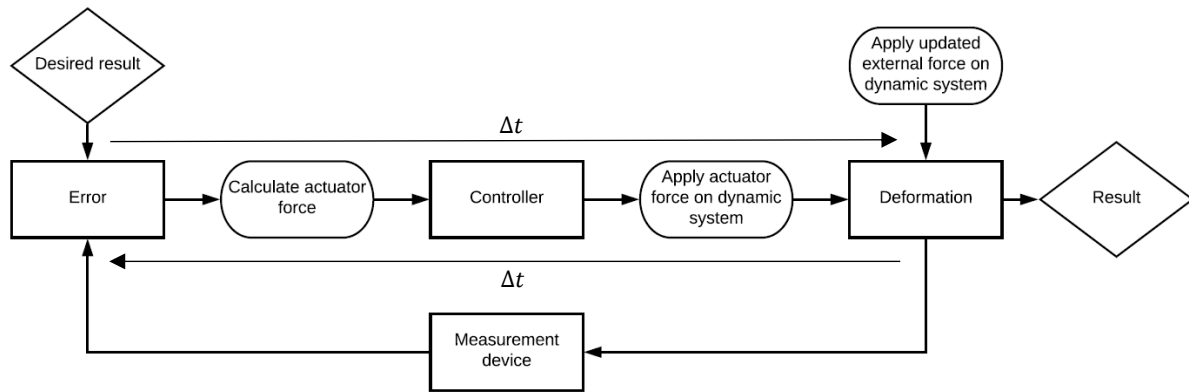 Desired result
Apply updated
external force on
dynamic system
Δt
Error
Calculate actuator
force
Controller
Apply actuator
force on dynamic
system
Deformation
Result
Δt
Measurement
device